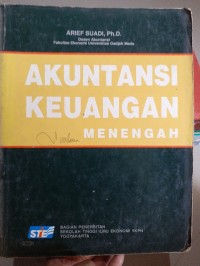 ARIEF SUADI, Ph.D.
Dosen Akuntansi
Fakultas Ekonomi Universitas Gadjah Mada
AKUNTANSI
KEUANGAN
MENENGAH
STIE
BAGIAN PENERBITAN
SEKOLAH TINGGI ILMU EKONOMI YKPN
YOGYAKARTA